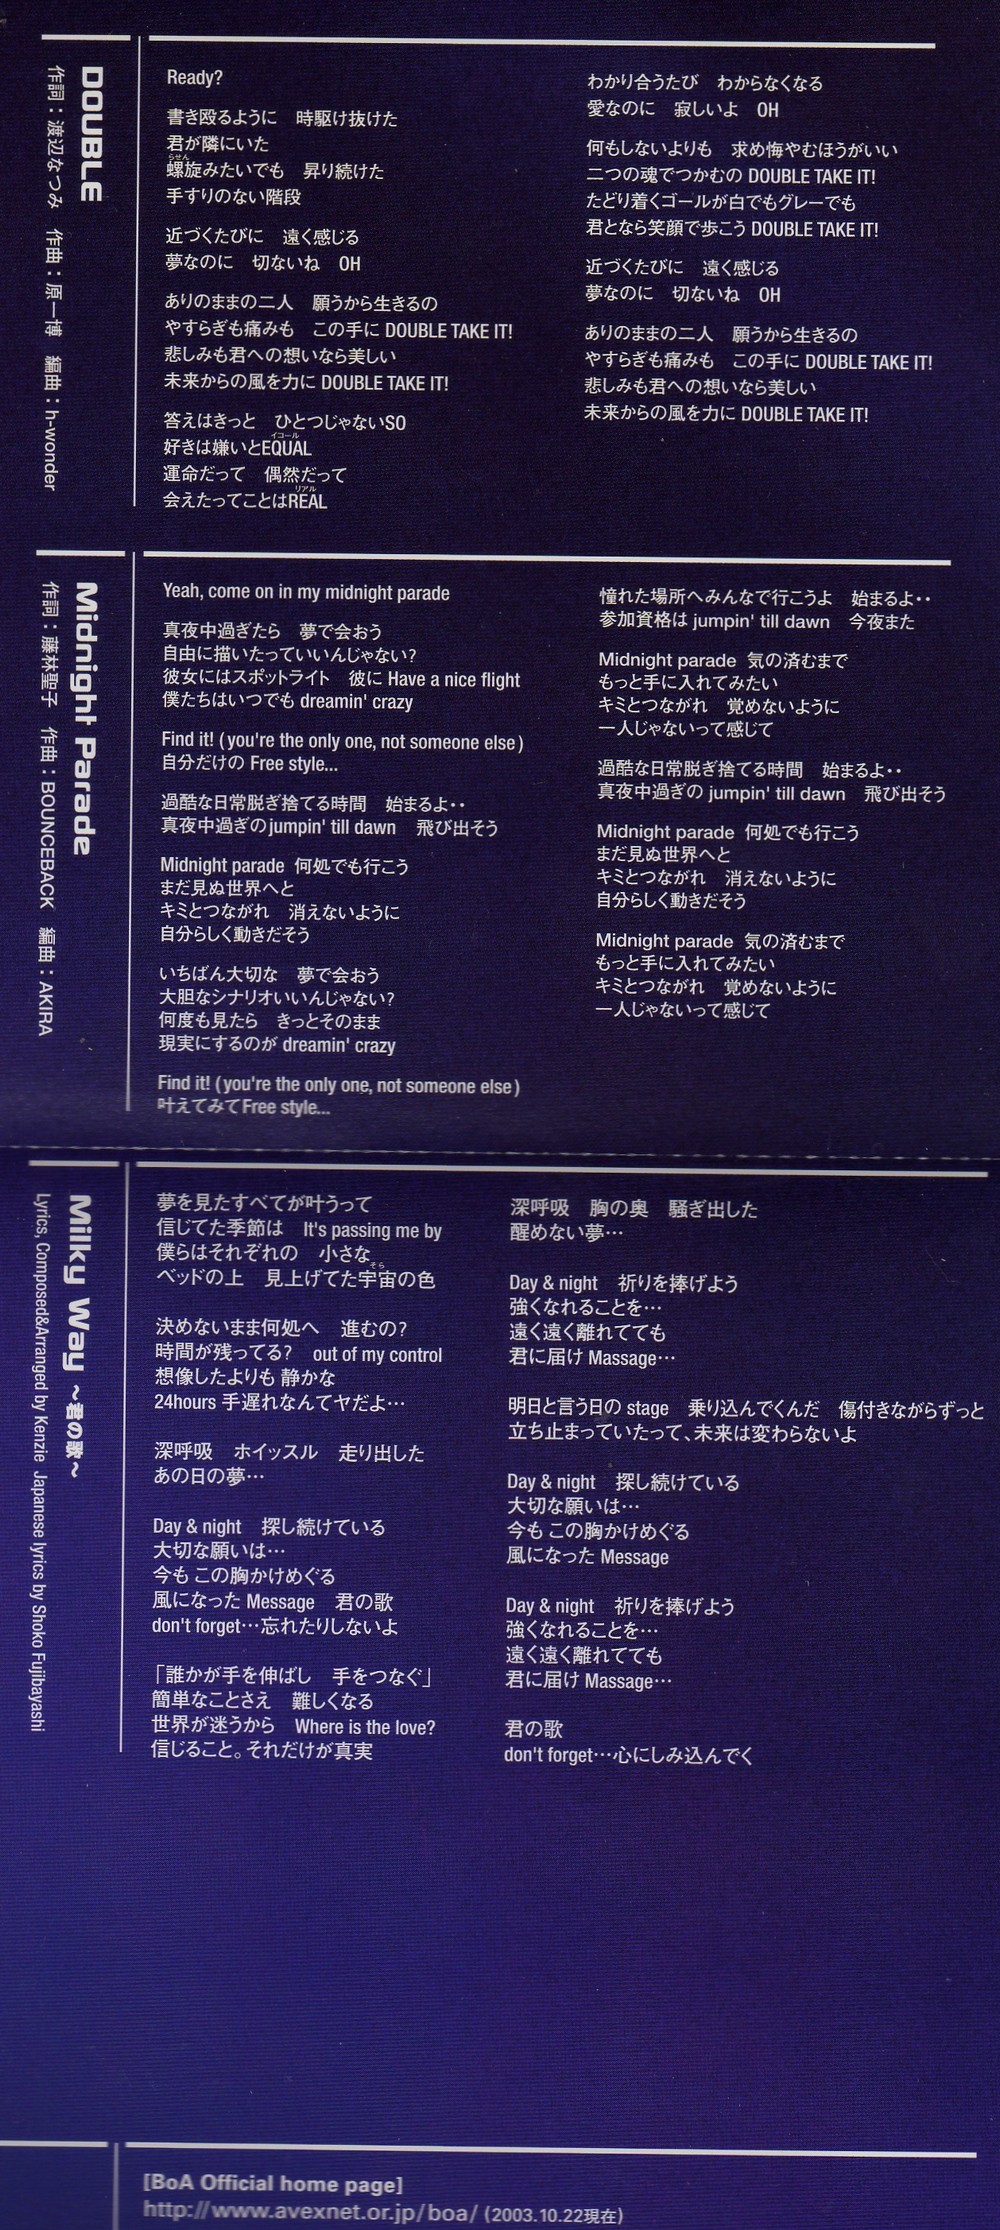 DOUBLE
作詞：渡辺なつみ　作曲：原一博　編曲：h-wonder
Ready?
書き殴るように　時駆け抜けた
君が隣にいた
らせん
螺旋みたいでも　昇り続けた
手すりのない階段
近づくたびに　遠く感じる
夢なのに　切ないね　OH
ありのままの二人　願うから生きるの
やすらぎも痛みも　この手に DOUBLE TAKE IT!
悲しみも君への想いなら美しい
未来からの風を力に DOUBLE TAKE IT!
答えはきっと　ひとつじゃないSO
イコール
好きは嫌いとEQUAL
運命だって　偶然だって
リアル
会えたってことはREAL
わかり合うたび　わからなくなる
愛なのに　寂しいよ　OH
何もしないよりも　求め悔やむほうがいい
二つの魂でつかむの DOUBLE TAKE IT!
たどり着くゴールが白でもグレーでも
君となら笑顔で歩こう DOUBLE TAKE IT!
近づくたびに　遠く感じる
夢なのに　切ないね　OH
ありのままの二人　願うから生きるの
やすらぎも痛みも　この手に DOUBLE TAKE IT!
悲しみも君への想いなら美しい
未来からの風を力に DOUBLE TAKE IT!
Midnight Parade
作詞：藤林聖子　作曲：BOUNCEBACK　編曲：AKIRA
Yeah, come on in my midnight parade
真夜中過ぎたら　夢で会おう
自由に描いたっていいんじゃない?
彼女にはスポットライト　彼に Have a nice flight
僕たちはいつでも dreamin' crazy
Find it! (you're the only one, not someone else)
自分だけの Free style...
過酷な日常脱ぎ捨てる時間　始まるよ‥
真夜中過ぎのjumpin' till dawn　飛び出そう
Midnight parade 何処でも行こう
まだ見ぬ世界へと
キミとつながれ　消えないように
自分らしく動きだそう
いちばん大切な　夢で会おう
大胆なシナリオいいんじゃない?
何度も見たら　きっとそのまま
現実にするのが dreamin' crazy
Find it! (you're the only one, not someone else)
叶えてみてFree style...
憧れた場所へみんなで行こうよ　始まるよ‥
参加資格は jumpin' till dawn　今夜また
Midnight parade 気の済むまで
もっと手に入れてみたい
キミとつながれ　覚めないように
一人じゃないって感じて
過酷な日常脱ぎ捨てる時間　始まるよ‥
真夜中過ぎの jumpin' till dawn　飛び出そう
Midnight parade 何処でも行こう
まだ見ぬ世界へと
キミとつながれ　消えないように
自分らしく動きだそう
Midnight parade 気の済むまで
もっと手に入れてみたい
キミとつながれ　覚めないように
一人じゃないって感じて
Milky Way ～君の歌～
Lyrics, Composed&Arranged by Kenzie Japanese lyrics by Shoko Fujibayashi
夢を見たすべてが叶うって
信じてた季節は　It's passing me by
僕らはそれぞれの　小さな
そら
ベッドの上　見上げてた宇宙の色
決めないまま何処へ　進むの?
時間が残ってる?　out of my control
想像したよりも 静かな
24hours 手遅れなんてヤだよ…
深呼吸　ホイッスル　走り出した
あの日の夢…
Day & night　探し続けている
大切な願いは…
今も この胸かけめぐる
風になった Message　君の歌
don't forget…忘れたりしないよ
「誰かが手を伸ばし　手をつなぐ」
簡単なことさえ　難しくなる
世界が迷うから　Where is the love?
信じること。それだけが真実
深呼吸　胸の奥　騒ぎ出した
醒めない夢…
Day & night　祈りを捧げよう
強くなれることを…
遠く遠く離れてても
君に届け Massage…
明日と言う日の stage　乗り込んでくんだ　傷付きながらずっと
立ち止まっていたって、未来は変わらないよ
Day & night　探し続けている
大切な願いは…
今も この胸かけめぐる
風になった Message
Day & night　祈りを捧げよう
強くなれることを…
遠く遠く離れてても
君に届け Massage…
君の歌
don't forget…心にしみ込んでく
[BoA Official home page]
http://www.avexnet.or.jp/boa/ (2003.10.22現在)